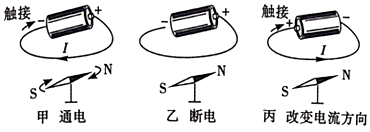 触接 - + 
I
S N
甲 通电
- +
S N
乙 断电
触接 + -
I
S N
丙 改变电流方向